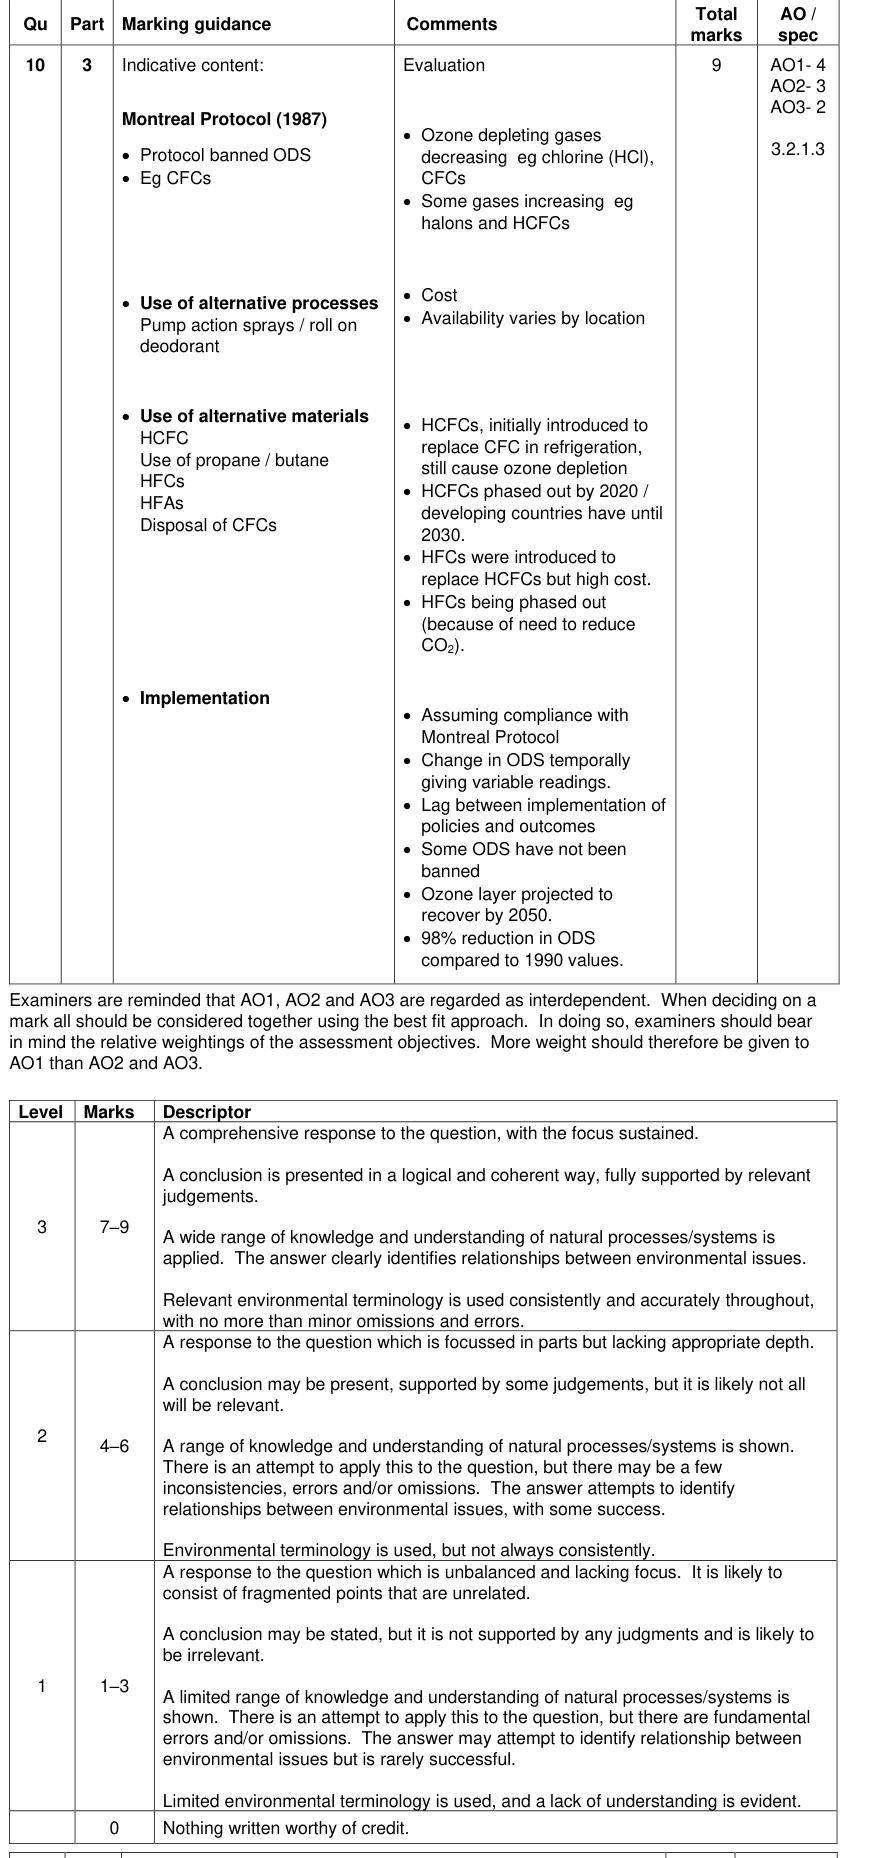 Qu Part Marking guidance Comments Total marks AO / spec
10 3 Indicative content: Evaluation 9 AO1- 4
AO2- 3
AO3- 2
3.2.1.3
Montreal Protocol (1987)
• Protocol banned ODS
• Eg CFCs
• Ozone depleting gases
decreasing eg chlorine (HCl),
CFCs
• Some gases increasing eg
halons and HCFCs
• Use of alternative processes
Pump action sprays / roll on
deodorant
• Cost
• Availability varies by location
• Use of alternative materials
HCFC
Use of propane / butane
HFCs
HFAs
Disposal of CFCs
• HCFCs, initially introduced to
replace CFC in refrigeration,
still cause ozone depletion
• HCFCs phased out by 2020 /
developing countries have until
2030.
• HFCs were introduced to
replace HCFCs but high cost.
• HFCs being phased out
(because of need to reduce
CO₂).
• Implementation
• Assuming compliance with
Montreal Protocol
• Change in ODS temporally
giving variable readings.
• Lag between implementation of
policies and outcomes
• Some ODS have not been
banned
• Ozone layer projected to
recover by 2050.
• 98% reduction in ODS
compared to 1990 values.
Examiners are reminded that AO1, AO2 and AO3 are regarded as interdependent. When deciding on a
mark all should be considered together using the best fit approach. In doing so, examiners should bear
in mind the relative weightings of the assessment objectives. More weight should therefore be given to
AO1 than AO2 and AO3.
Level Marks Descriptor
3 7–9
A comprehensive response to the question, with the focus sustained.
A conclusion is presented in a logical and coherent way, fully supported by relevant
judgements.
A wide range of knowledge and understanding of natural processes/systems is
applied. The answer clearly identifies relationships between environmental issues.
Relevant environmental terminology is used consistently and accurately throughout,
with no more than minor omissions and errors.
2 4–6
A response to the question which is focussed in parts but lacking appropriate depth.
A conclusion may be present, supported by some judgements, but it is likely not all
will be relevant.
A range of knowledge and understanding of natural processes/systems is shown.
There is an attempt to apply this to the question, but there may be a few
inconsistencies, errors and/or omissions. The answer attempts to identify
relationships between environmental issues, with some success.
Environmental terminology is used, but not always consistently.
1 1–3
A response to the question which is unbalanced and lacking focus. It is likely to
consist of fragmented points that are unrelated.
A conclusion may be stated, but it is not supported by any judgments and is likely to
be irrelevant.
A limited range of knowledge and understanding of natural processes/systems is
shown. There is an attempt to apply this to the question, but there are fundamental
errors and/or omissions. The answer may attempt to identify relationship between
environmental issues but is rarely successful.
Limited environmental terminology is used, and a lack of understanding is evident.
0 Nothing written worthy of credit.